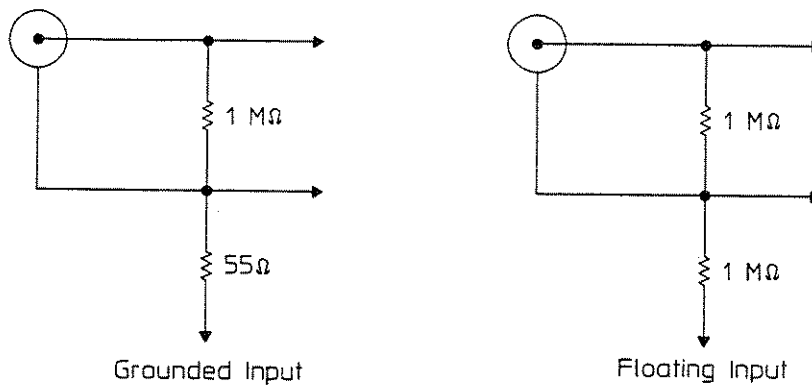 1 MΩ
55Ω
Grounded Input
1 MΩ
1 MΩ
Floating Input